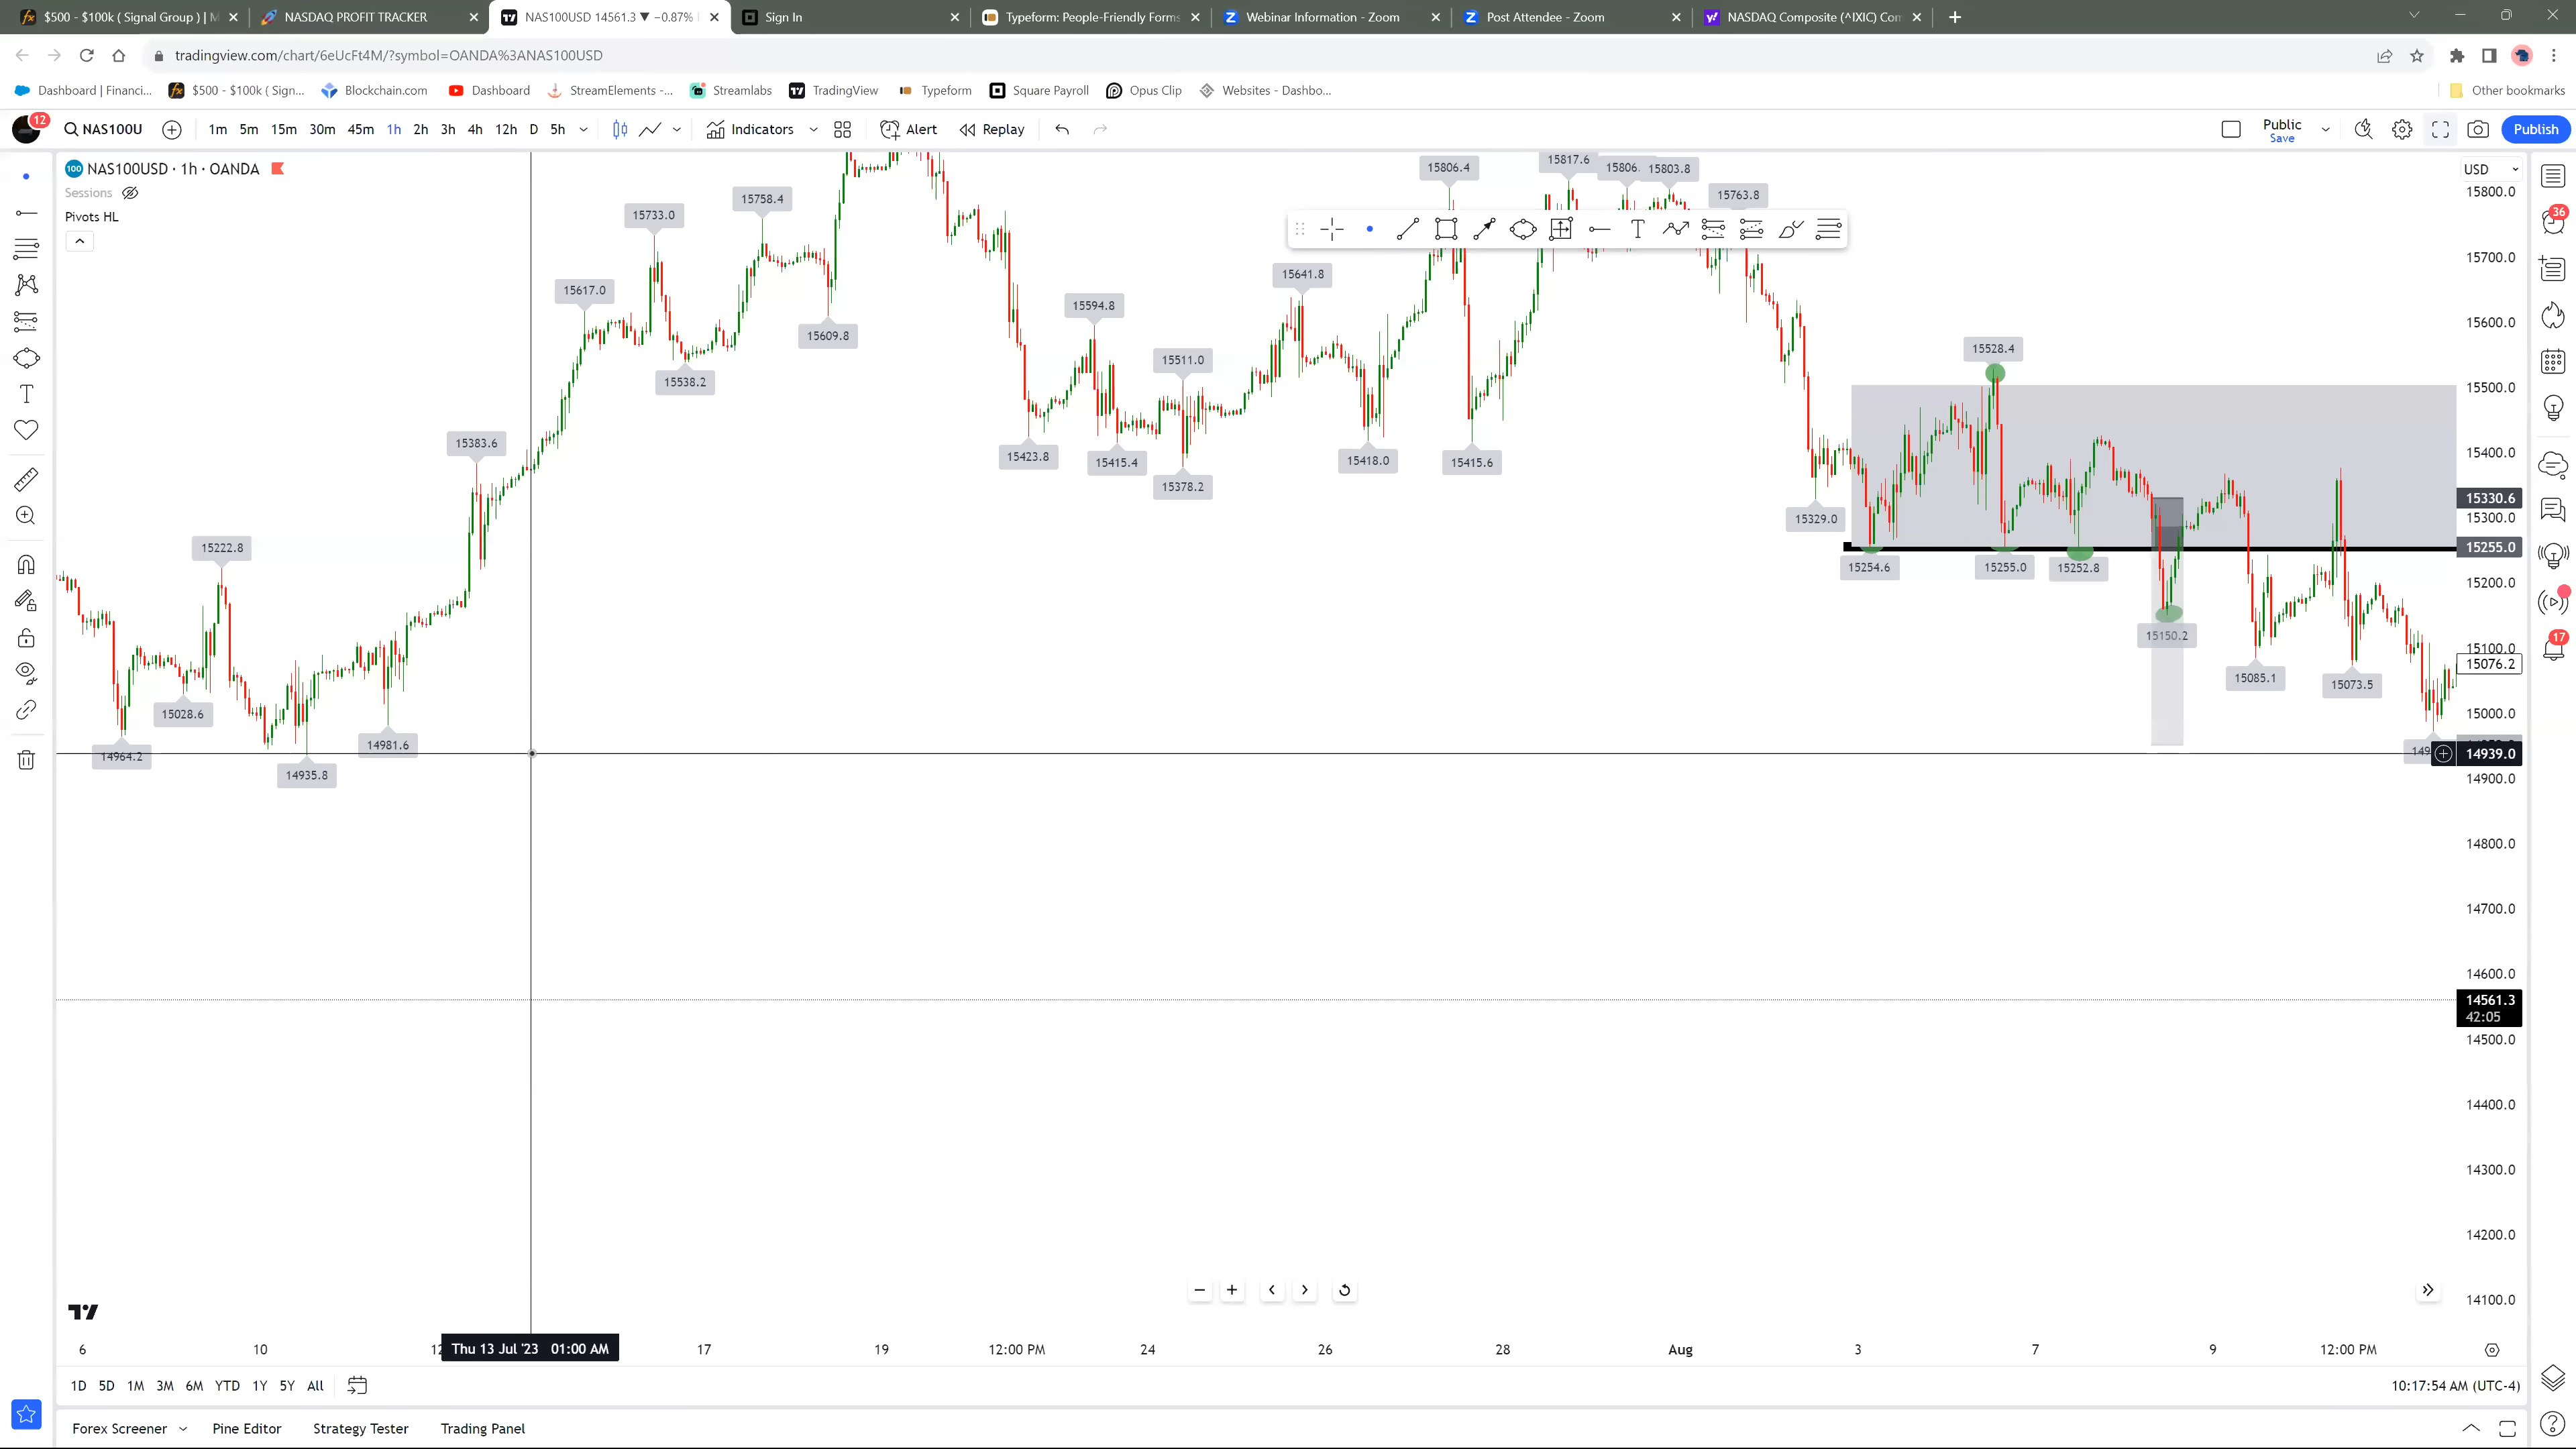 $500 - $100k ( Signal Group ) | M
NASDAQ PROFIT TRACKER
NAS100USD 14561.3 ▼ −0.87%
Sign In
Typeform: People-Friendly Forms
Webinar Information - Zoom
Post Attendee - Zoom
NASDAQ Composite (^IXIC) Con
tradingview.com/chart/6eUcFt4M/?symbol=OANDA%3ANAS100USD
Dashboard | Financi...
$500 - $100k ( Sign...
Blockchain.com
Dashboard
StreamElements -...
Streamlabs
TradingView
Typeform
Square Payroll
Opus Clip
Websites - Dashbo...
Other bookmarks
12
NAS100U
1m 5m 15m 30m 45m 1h 2h 3h 4h 12h D 5h
Indicators
Alert
Replay
Public
Save
Publish
100 NAS100USD · 1h · OANDA
Sessions
Pivots HL
USD
15806.4
15817.6
15806.
15803.8
15763.8
15758.4
15733.0
15617.0
15609.8
15538.2
15594.8
15641.8
15511.0
15528.4
15383.6
15423.8
15415.4
15378.2
15418.0
15415.6
15329.0
15222.8
15254.6
15255.0
15252.8
15150.2
15085.1
15073.5
15028.6
14964.2
14981.6
14935.8
149
15800.0
15700.0
15600.0
15500.0
15400.0
15330.6
15300.0
15255.0
15200.0
15100.0
15076.2
15000.0
14939.0
14900.0
14800.0
14700.0
14600.0
14561.3
42:05
14500.0
14400.0
14300.0
14200.0
14100.0
36
17
6
10
12
Thu 13 Jul '23 01:00 AM
17
19
12:00 PM
24
26
28
Aug
3
7
9
12:00 PM
1D 5D 1M 3M 6M YTD 1Y 5Y All
10:17:54 AM (UTC-4)
Forex Screener
Pine Editor
Strategy Tester
Trading Panel